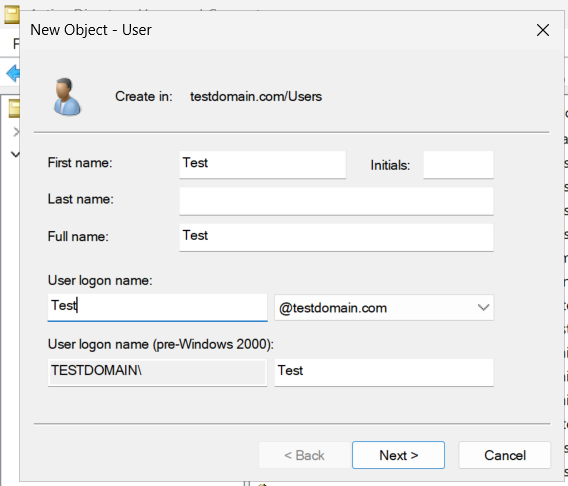 New Object - User
Create in: testdomain.com/Users
First name: Test Initials:
Last name:
Full name: Test
User logon name:
Test @testdomain.com
User logon name (pre-Windows 2000):
TESTDOMAIN\ Test
< Back Next > Cancel